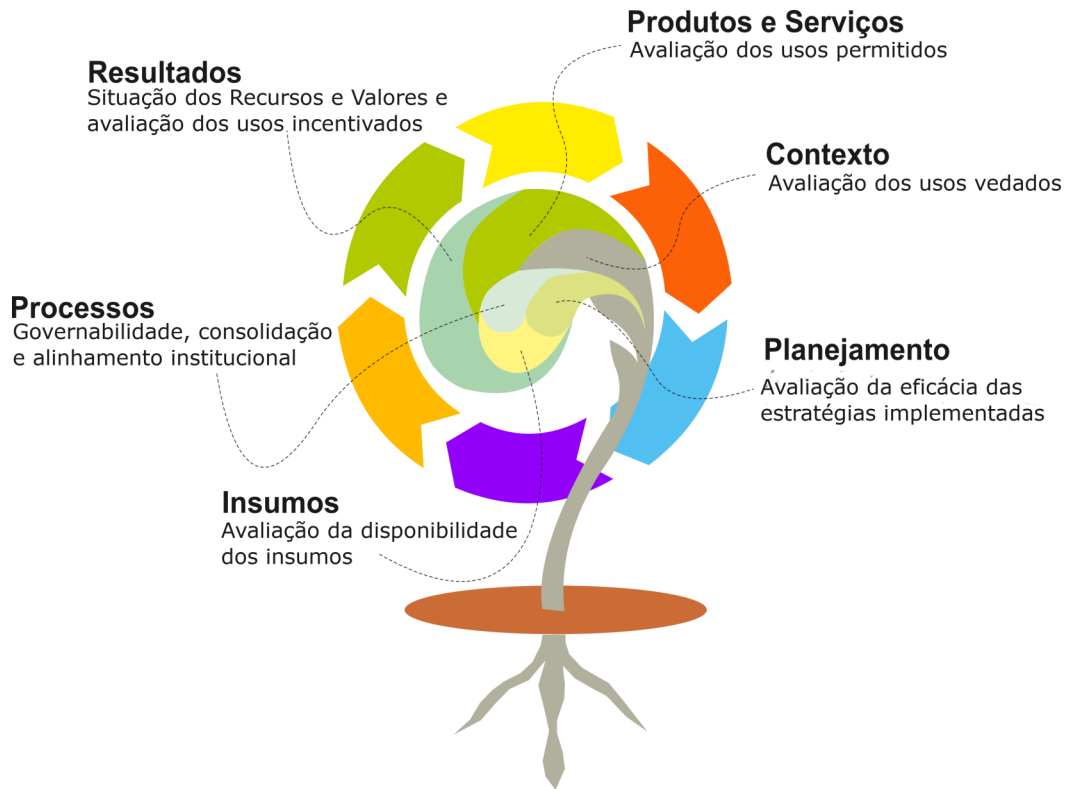 Produtos e Serviços
Avaliação dos usos permitidos
Resultados
Situação dos Recursos e Valores e
avaliação dos usos incentivados
Contexto
Avaliação dos usos vedados
Processos
Governabilidade, consolidação
e alinhamento institucional
Planejamento
Avaliação da eficácia das
estratégias implementadas
Insumos
Avaliação da disponibilidade
dos insumos